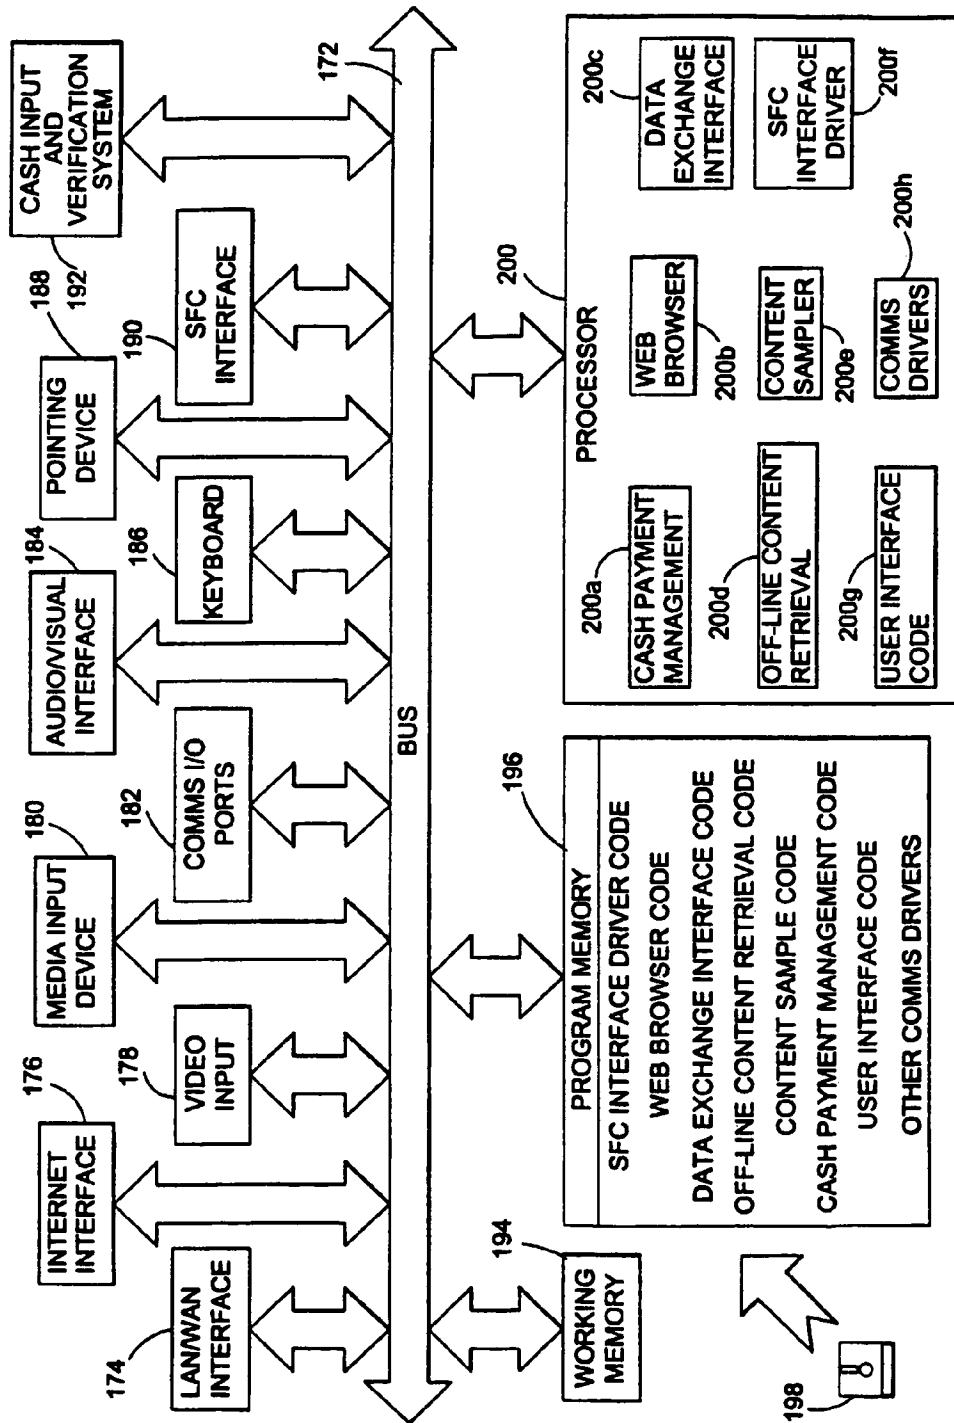 INTERNET
INTERFACE
176
MEDIA INPUT
DEVICE
180
AUDIO/VISUAL
INTERFACE
184
POINTING
DEVICE
188
CASH INPUT
AND
VERIFICATION
SYSTEM
192
LAN/WAN
INTERFACE
174
VIDEO
INPUT
178
COMMS I/O
PORTS
182
KEYBOARD
186
SFC
INTERFACE
190
BUS
172
WORKING
MEMORY
194
198
PROGRAM MEMORY
196
SFC INTERFACE DRIVER CODE
WEB BROWSER CODE
DATA EXCHANGE INTERFACE CODE
OFF-LINE CONTENT RETRIEVAL CODE
CONTENT SAMPLE CODE
CASH PAYMENT MANAGEMENT CODE
USER INTERFACE CODE
OTHER COMMS DRIVERS
PROCESSOR
200
200a
CASH PAYMENT
MANAGEMENT
WEB
BROWSER
200b
200c
DATA
EXCHANGE
INTERFACE
200d
OFF-LINE CONTENT
RETRIEVAL
CONTENT
SAMPLER
200e
SFC
INTERFACE
DRIVER
200f
200g
USER INTERFACE
CODE
COMMS
DRIVERS
200h